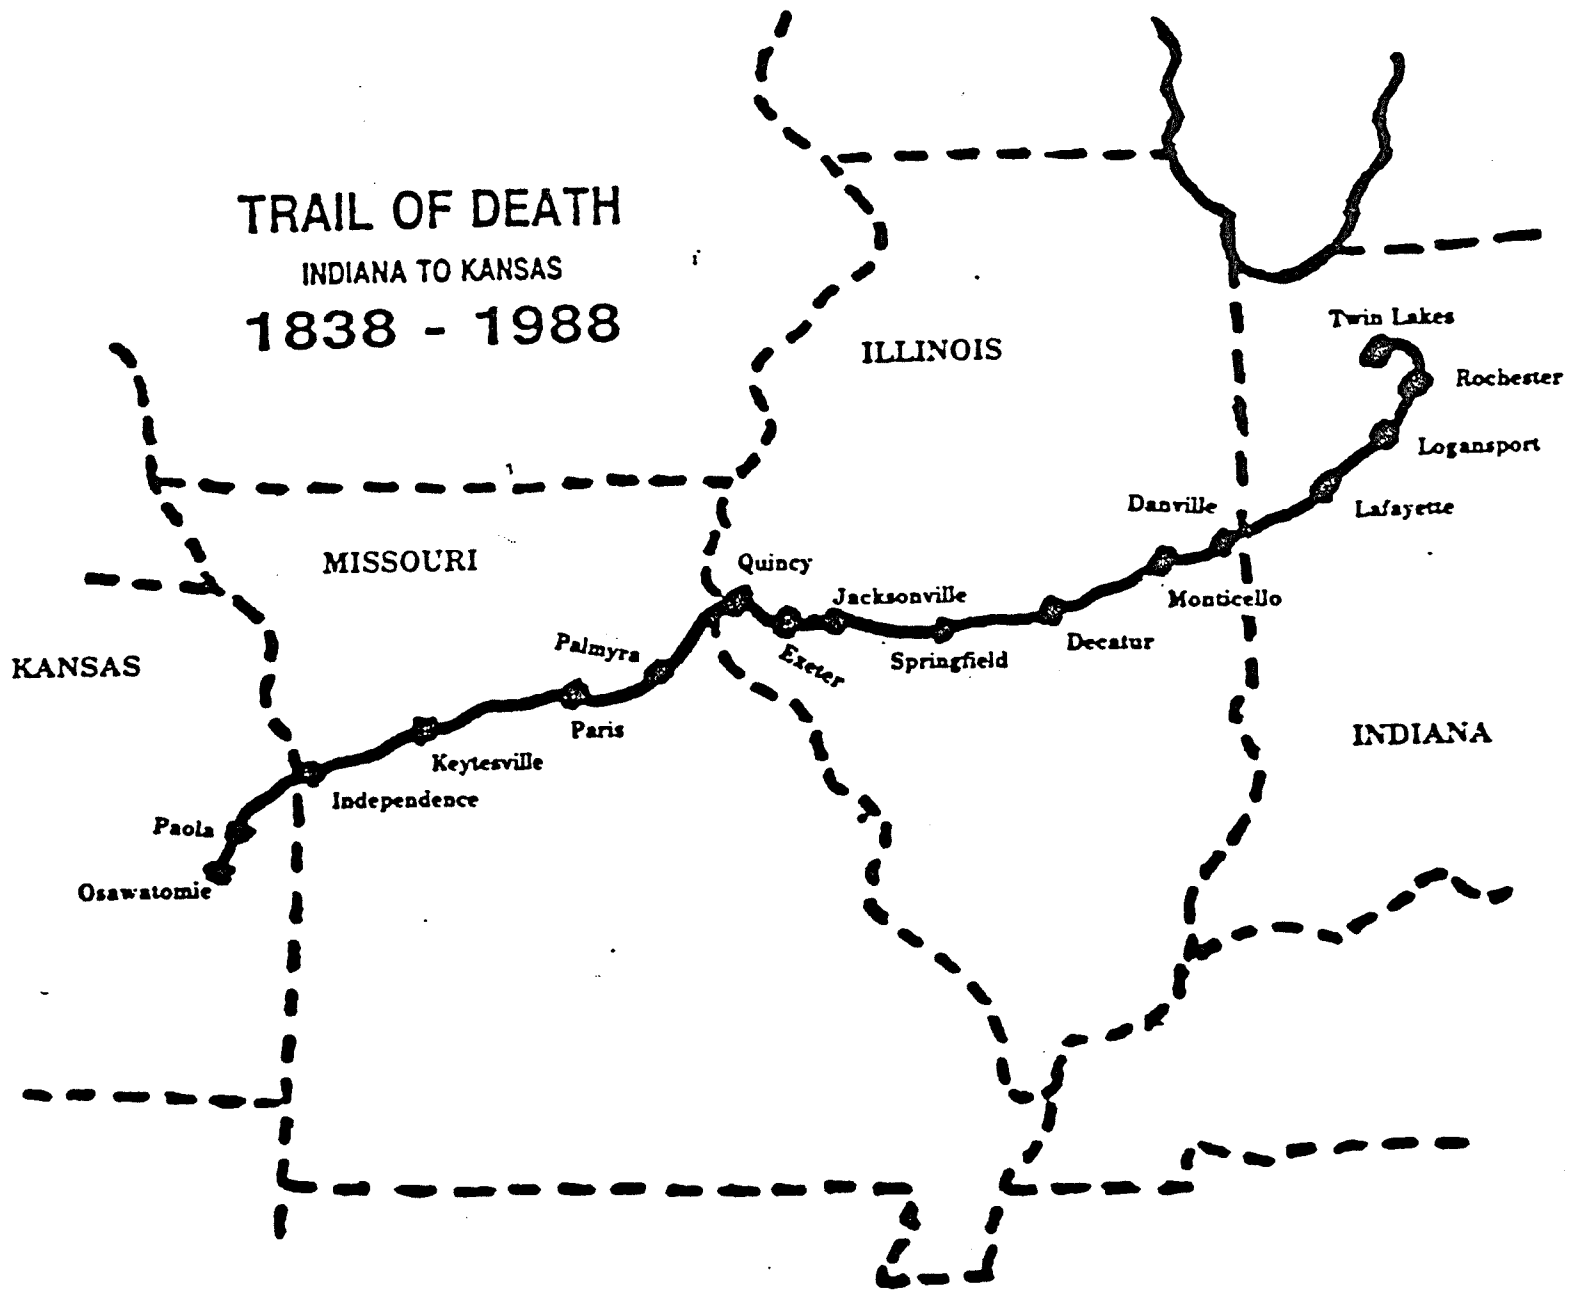 TRAIL OF DEATH
INDIANA TO KANSAS
1838 - 1988
ILLINOIS
Twin Lakes
Rochester
Logansport
Lafayette
Danville
MISSOURI
Quincy
Jacksonville
Monticello
Palmyra
Exeter
Springfield
Decatur
KANSAS
Paris
INDIANA
Keytesville
Independence
Paola
Osawatomie